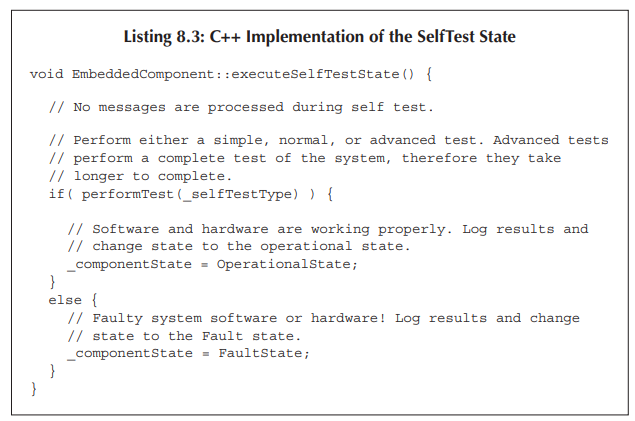 Listing 8.3: C++ Implementation of the SelfTest State
void EmbeddedComponent::executeSelfTestState() {
// No messages are processed during self test.
// Perform either a simple, normal, or advanced test. Advanced tests
// perform a complete test of the system, therefore they take
// longer to complete.
if( performTest(_selfTestType) ) {
// Software and hardware are working properly. Log results and
// change state to the operational state.
_componentState = OperationalState;
}
else {
// Faulty system software or hardware! Log results and change
// state to the Fault state.
_componentState = FaultState;
}
}